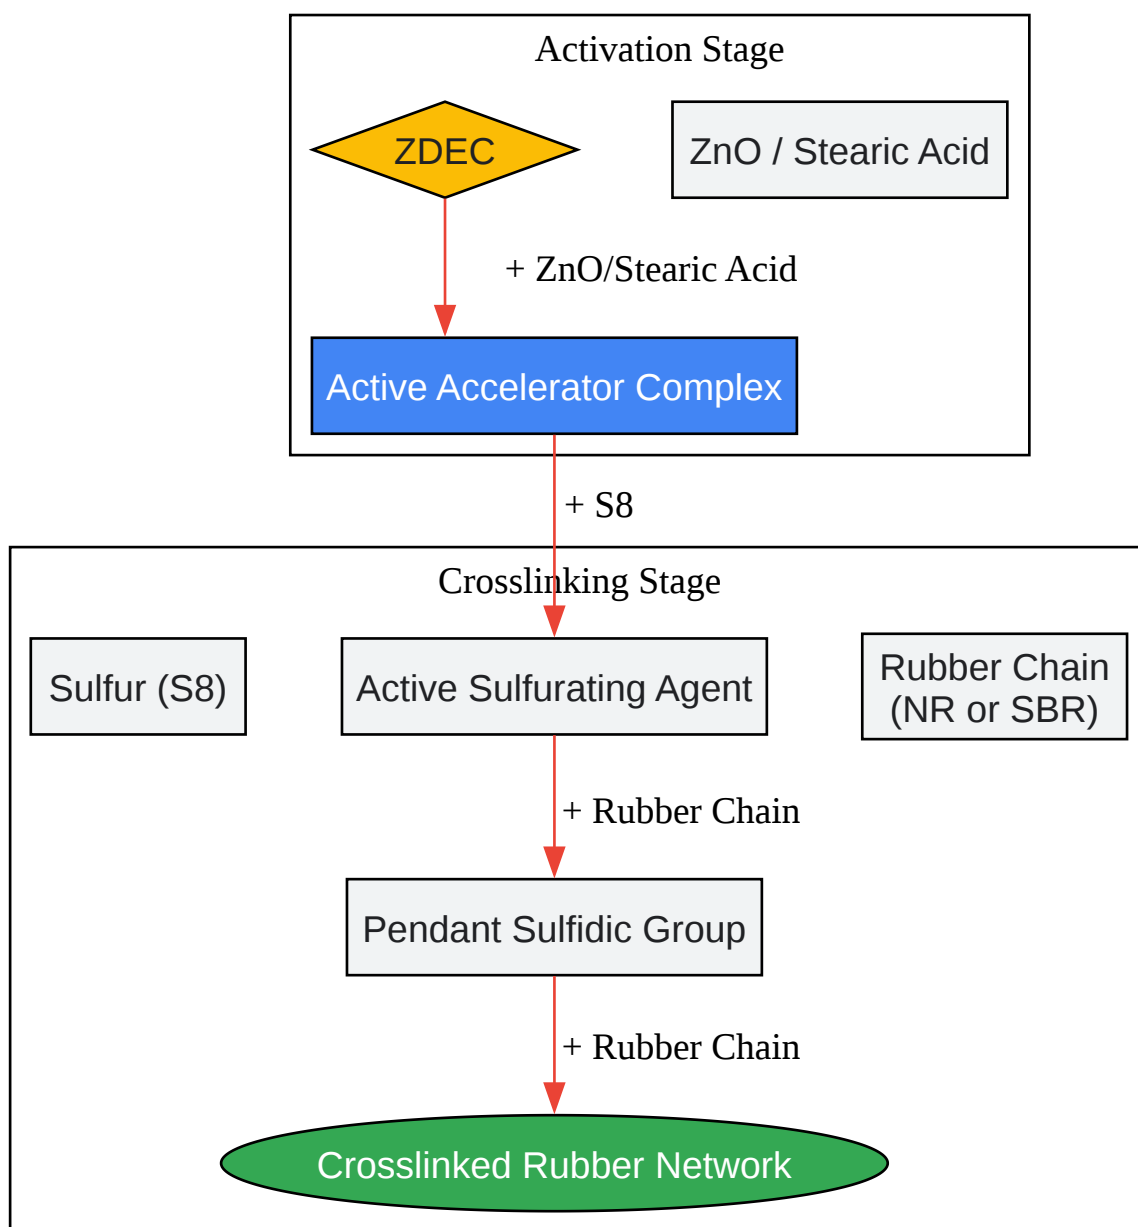 Activation Stage
ZDEC
ZnO / Stearic Acid
+ ZnO/Stearic Acid
Active Accelerator Complex
+ S8
Crosslinking Stage
Sulfur (S8)
Active Sulfurating Agent
Rubber Chain
(NR or SBR)
+ Rubber Chain
Pendant Sulfidic Group
+ Rubber Chain
Crosslinked Rubber Network